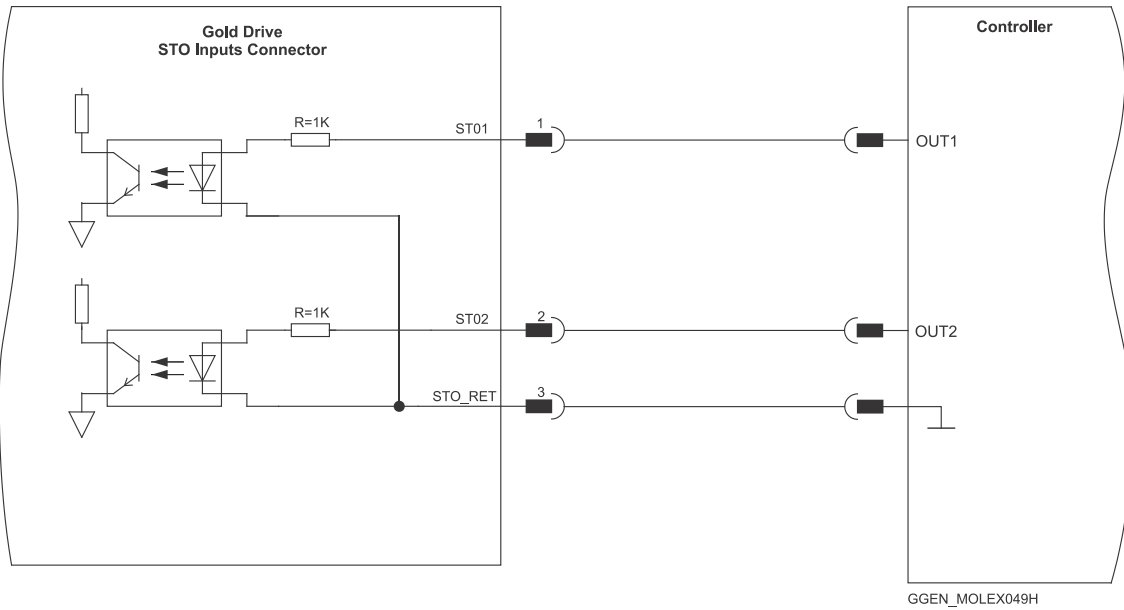 Gold Drive
STO Inputs Connector
Controller
R=1K
ST01
1
OUT1
R=1K
ST02
2
OUT2
STO_RET
3
GGEN_MOLEX049H